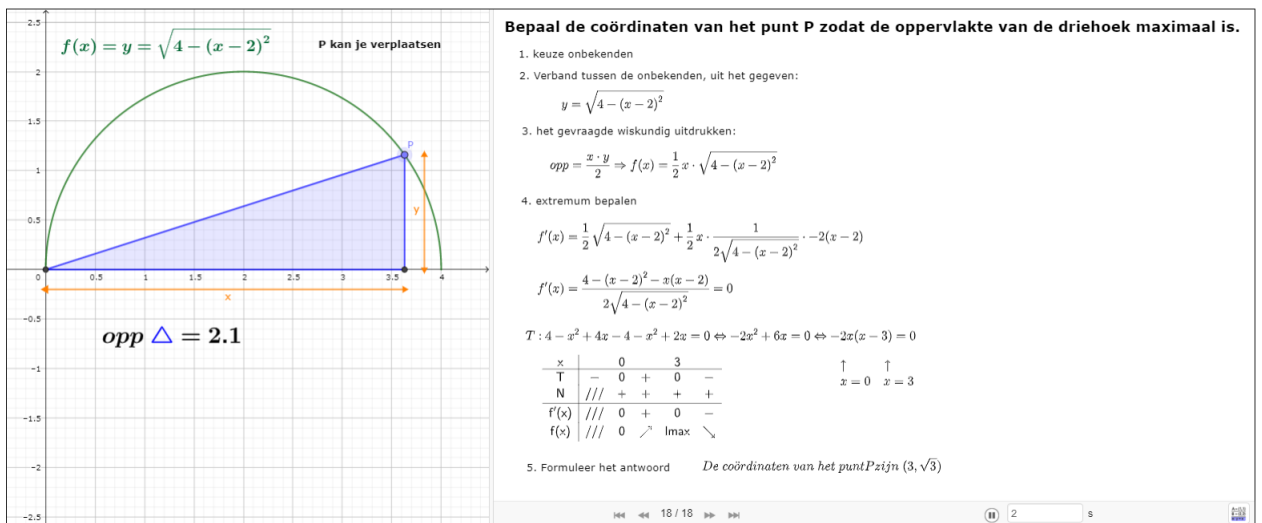 2.5
f(x) = y = √(4 − (x − 2)²)
P kan je verplaatsen
2
1.5
P
1
y
0.5
0 0.5 1 1.5 2 2.5 3 3.5 4
x
−0.5
opp △ = 2.1
−1
−1.5
−2
−2.5
Bepaal de coördinaten van het punt P zodat de oppervlakte van de driehoek maximaal is.
1. keuze onbekenden
2. Verband tussen de onbekenden, uit het gegeven:
y = √(4 − (x − 2)²)
3. het gevraagde wiskundig uitdrukken:
opp = (x · y)/2 ⇒ f(x) = 1/2 x · √(4 − (x − 2)²)
4. extremum bepalen
f′(x) = 1/2 √(4 − (x − 2)²) + 1/2 x · 1/(2√(4 − (x − 2)²)) · −2(x − 2)
f′(x) = (4 − (x − 2)² − x(x − 2))/(2√(4 − (x − 2)²)) = 0
T : 4 − x² + 4x − 4 − x² + 2x = 0 ⇔ −2x² + 6x = 0 ⇔ −2x(x − 3) = 0
↑ ↑
x = 0 x = 3
x 0 3
T − 0 + 0 −
N /// + + + +
f′(x) /// 0 + 0 −
f(x) /// 0 ↗ lmax ↘
5. Formuleer het antwoord De coördinaten van het puntPzijn (3, √3)
18 / 18
2 s